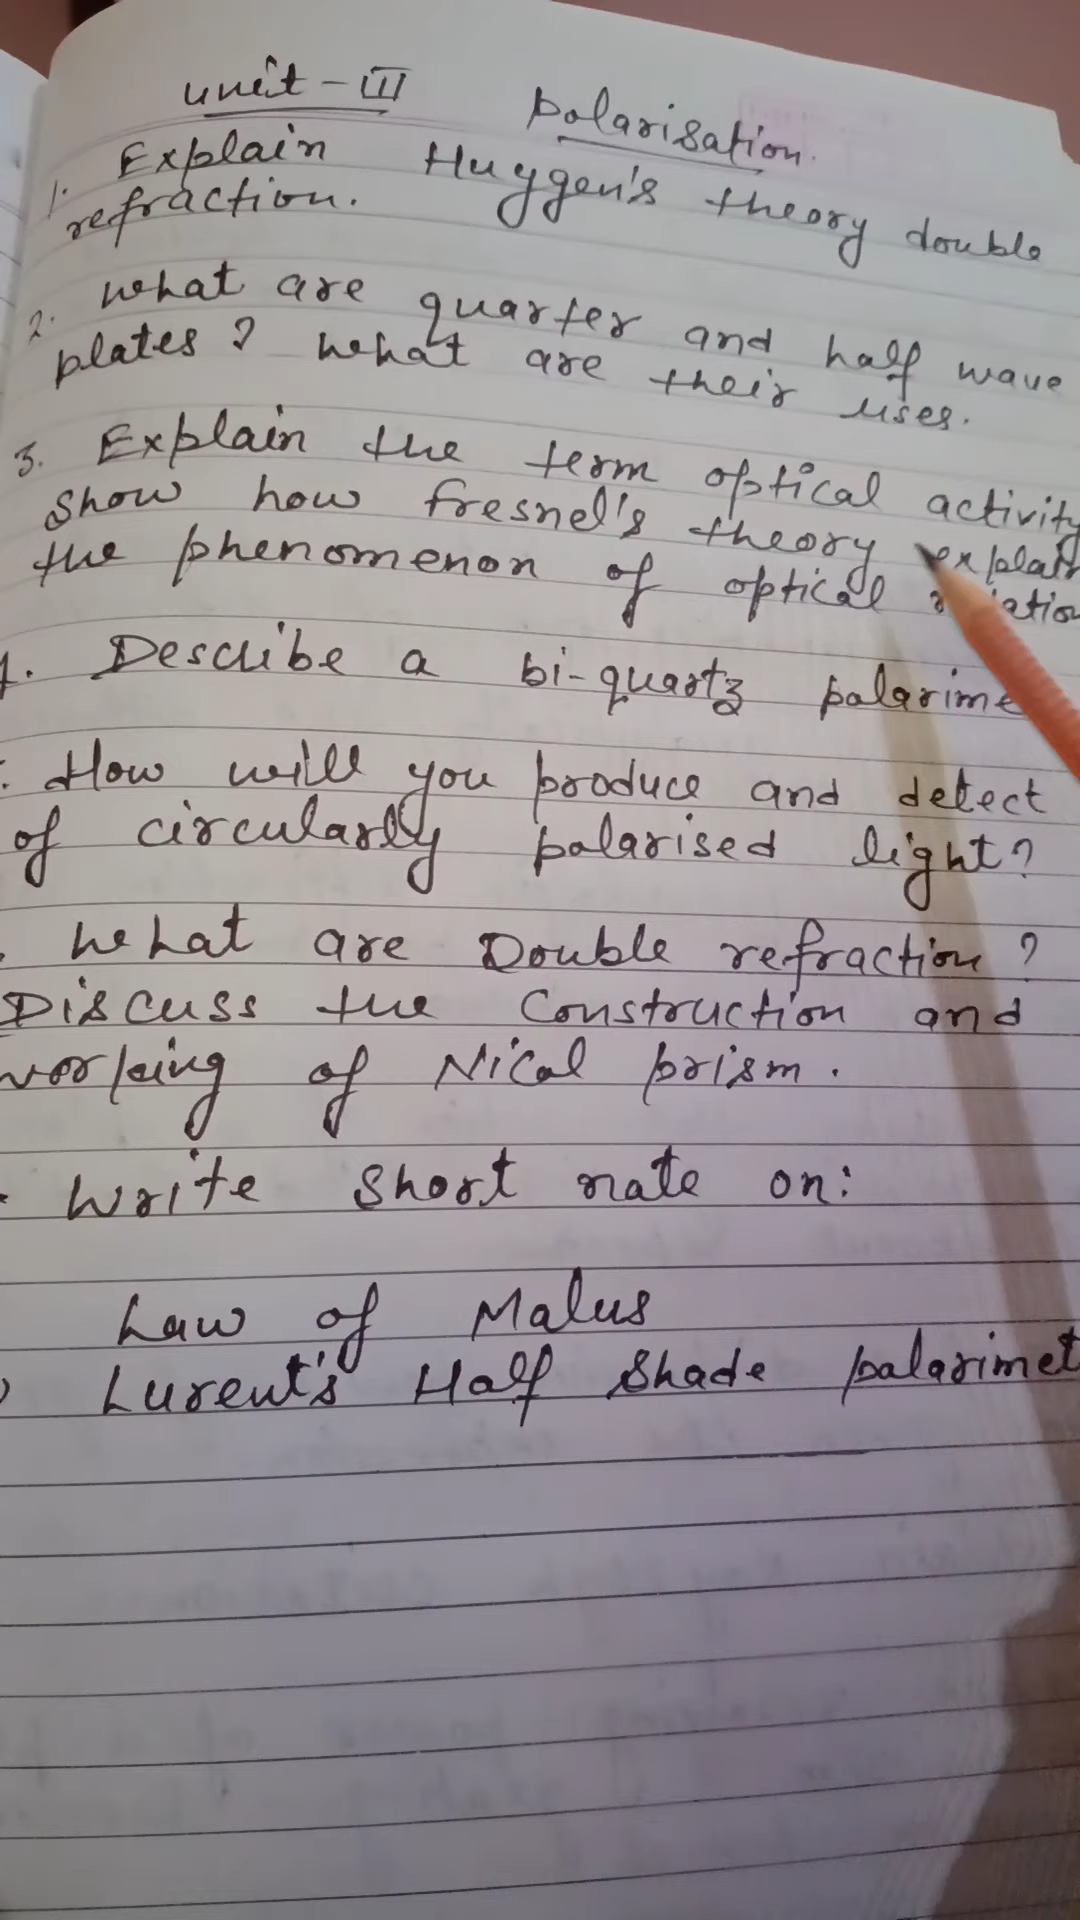 Unit - III Polarisation.
1. Explain Huygen's theory double
refraction.
2. What are quarter and half wave
plates? What are their uses.
3. Explain the term optical activity
Show how fresnel's theory explain
the phenomenon of optical
Describe a bi-quartz polarime
How will you produce and detect
of circularly polarised light?
What are Double refraction?
Discuss the Construction and
working of Nical prism.
Write Short nate on:
Law of Malus
Lurent's Half Shade palarimet